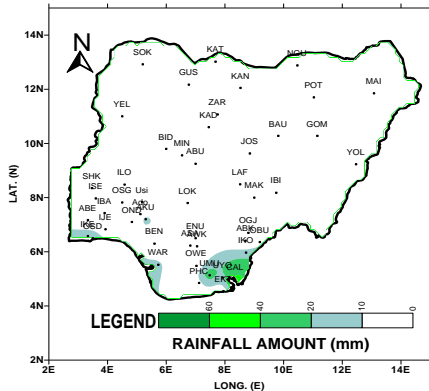 14N
12N
10N
8N
6N
4N
2N
LAT. (N)
N
SOK
KAT
NGU
GUS
KAN
MAI
POT
YEL
ZAR
KAD
BAU
GOM
BID
MIN
ABU
JOS
YOL
SHK
ILO
ISE
OSG
Usi
LAF
IBI
MAK
IBA
Ado
AKU
LOK
ABE
IJE
OND
IKE
OSD
BEN
ENU
AWK
OGJ
ABK
OBU
IKO
WAR
OWE
UMU
UYO
CAL
PHC
EKT
LEGEND
60
40
20
10
0
RAINFALL AMOUNT (mm)
2E
4E
6E
8E
10E
12E
14E
LONG. (E)